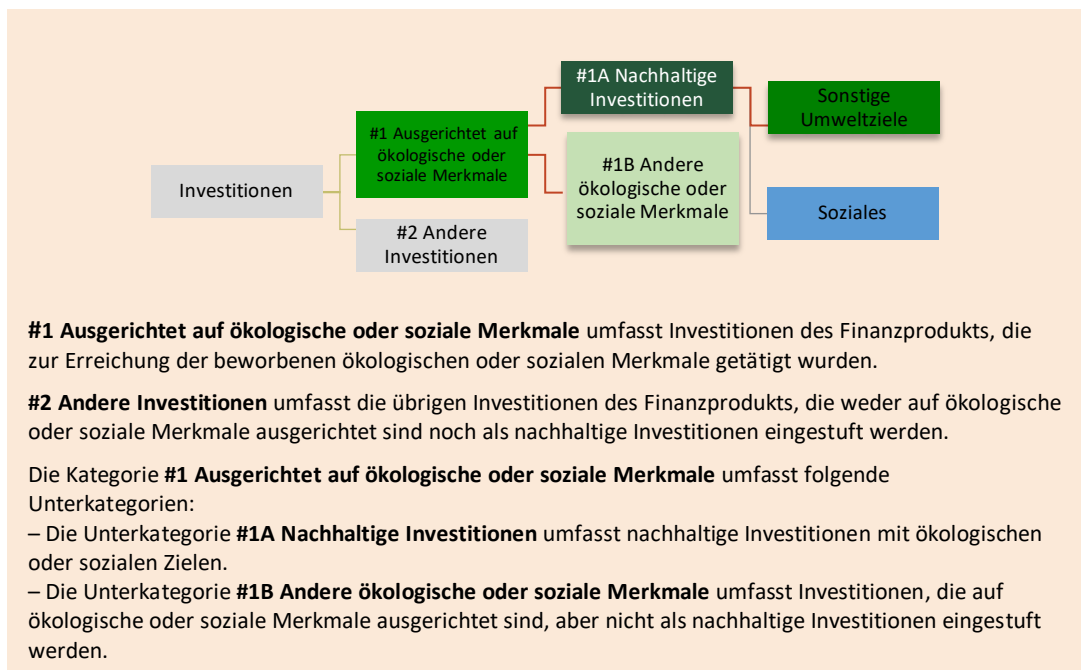 #1A Nachhaltige
Investitionen
Sonstige
Umweltziele
#1 Ausgerichtet auf
ökologische oder
soziale Merkmale
#1B Andere
ökologische oder
soziale Merkmale
Investitionen
Soziales
#2 Andere
Investitionen
#1 Ausgerichtet auf ökologische oder soziale Merkmale umfasst Investitionen des Finanzprodukts, die
zur Erreichung der beworbenen ökologischen oder sozialen Merkmale getätigt wurden.
#2 Andere Investitionen umfasst die übrigen Investitionen des Finanzprodukts, die weder auf ökologische
oder soziale Merkmale ausgerichtet sind noch als nachhaltige Investitionen eingestuft werden.
Die Kategorie #1 Ausgerichtet auf ökologische oder soziale Merkmale umfasst folgende
Unterkategorien:
– Die Unterkategorie #1A Nachhaltige Investitionen umfasst nachhaltige Investitionen mit ökologischen
oder sozialen Zielen.
– Die Unterkategorie #1B Andere ökologische oder soziale Merkmale umfasst Investitionen, die auf
ökologische oder soziale Merkmale ausgerichtet sind, aber nicht als nachhaltige Investitionen eingestuft
werden.